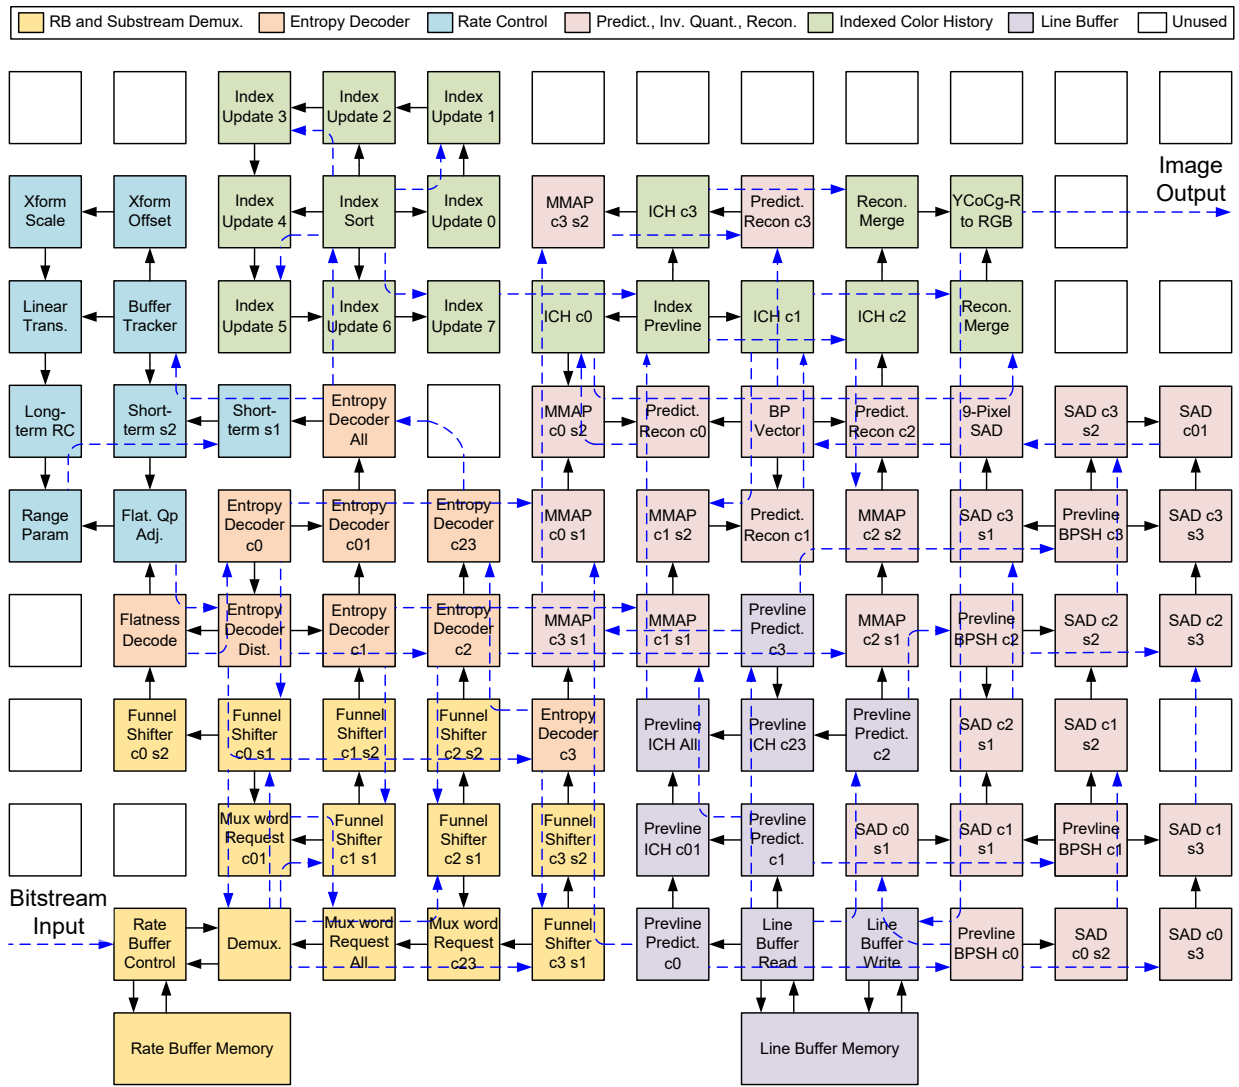 RB and Substream Demux.
Entropy Decoder
Rate Control
Predict., Inv. Quant., Recon.
Indexed Color History
Line Buffer
Unused
Index
Update 3
Index
Update 2
Index
Update 1
Xform
Scale
Xform
Offset
Index
Update 4
Index
Sort
Index
Update 0
MMAP
c3 s2
ICH c3
Predict.
Recon c3
Recon.
Merge
YCoCg-R
to RGB
Image
Output
Linear
Trans.
Buffer
Tracker
Index
Update 5
Index
Update 6
Index
Update 7
ICH c0
Index
Prevline
ICH c1
ICH c2
Recon.
Merge
Long-
term RC
Short-
term s2
Short-
term s1
Entropy
Decoder
All
MMAP
c0 s2
Predict.
Recon c0
BP
Vector
Predict.
Recon c2
9-Pixel
SAD
SAD c3
s2
SAD
c01
Range
Param
Flat. Qp
Adj.
Entropy
Decoder
c0
Entropy
Decoder
c01
Entropy
Decoder
c23
MMAP
c0 s1
MMAP
c1 s2
Predict.
Recon c1
MMAP
c2 s2
SAD c3
s1
Prevline
BPSH c3
SAD c3
s3
Flatness
Decode
Entropy
Decoder
Dist.
Entropy
Decoder
c1
Entropy
Decoder
c2
MMAP
c3 s1
MMAP
c1 s1
Prevline
Predict.
c3
MMAP
c2 s1
Prevline
BPSH c2
SAD c2
s2
SAD c2
s3
Funnel
Shifter
c0 s2
Funnel
Shifter
c0 s1
Funnel
Shifter
c1 s2
Funnel
Shifter
c2 s2
Entropy
Decoder
c3
Prevline
ICH All
Prevline
ICH c23
Prevline
Predict.
c2
SAD c2
s1
SAD c1
s2
Mux word
Request
c01
Funnel
Shifter
c1 s1
Funnel
Shifter
c2 s1
Funnel
Shifter
c3 s2
Prevline
ICH c01
Prevline
Predict.
c1
SAD c0
s1
SAD c1
s1
Prevline
BPSH c1
SAD c1
s3
Bitstream
Input
Rate
Buffer
Control
Demux.
Mux word
Request
All
Mux word
Request
c23
Funnel
Shifter
c3 s1
Prevline
Predict.
c0
Line
Buffer
Read
Line
Buffer
Write
Prevline
BPSH c0
SAD
c0 s2
SAD c0
s3
Rate Buffer Memory
Line Buffer Memory